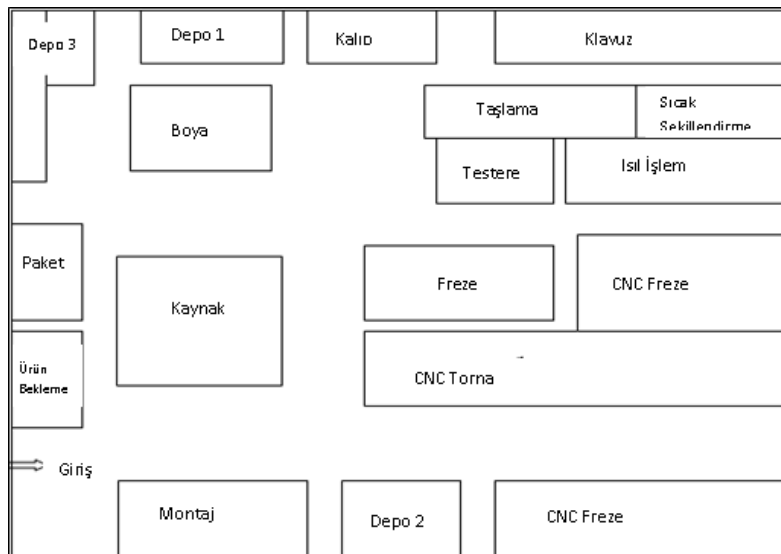 Depo 3
Depo 1
Kalıp
Klavuz
Boya
Taşlama
Sıcak
Şekillendirme
Testere
Isıl İşlem
Paket
Kaynak
Freze
CNC Freze
Ürün
Bekleme
CNC Torna
Giriş
Montaj
Depo 2
CNC Freze